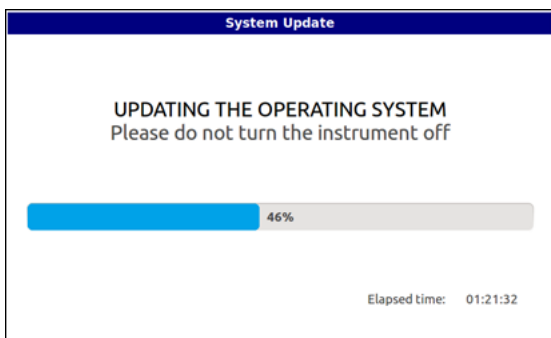 System Update
UPDATING THE OPERATING SYSTEM
Please do not turn the instrument off
46%
Elapsed time: 01:21:32